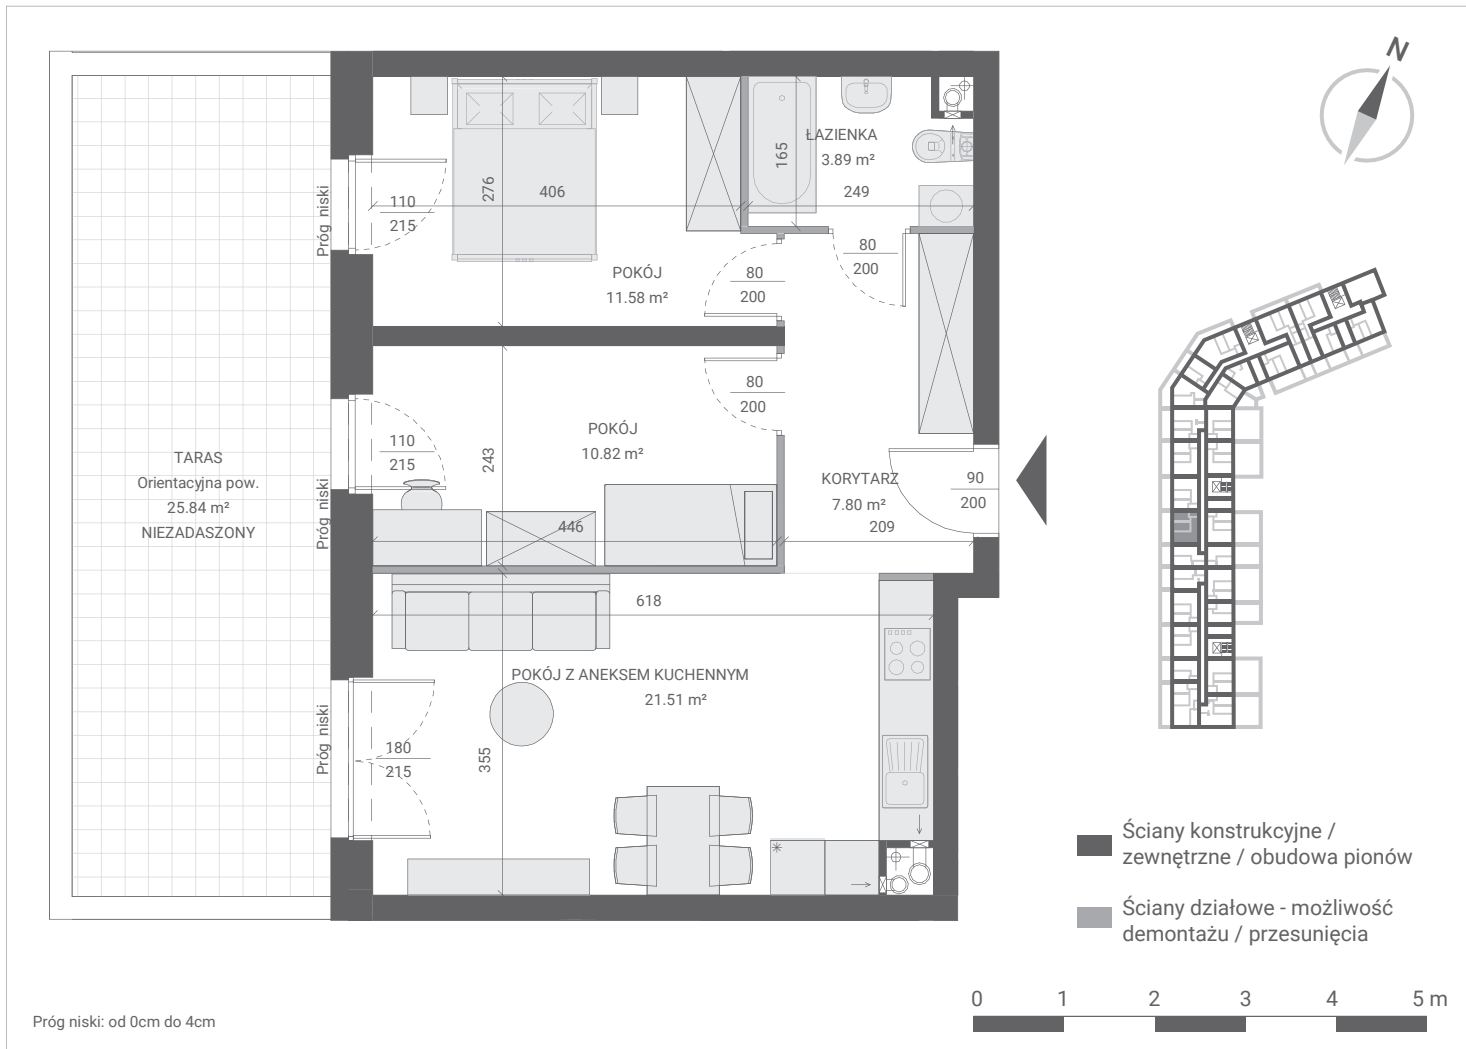 N
ŁAZIENKA
3.89 m²
165
249
276
406
Próg niski
110
215
POKÓJ
11.58 m²
80
200
80
200
80
200
110
215
POKÓJ
10.82 m²
243
446
Próg niski
TARAS
Orientacyjna pow.
25.84 m²
NIEZADASZONY
KORYTARZ
7.80 m²
209
90
200
618
POKÓJ Z ANEKSEM KUCHENNYM
21.51 m²
355
Próg niski
180
215
Ściany konstrukcyjne /
zewnętrzne / obudowa pionów
Ściany działowe - możliwość
demontażu / przesunięcia
0 1 2 3 4 5 m
Próg niski: od 0cm do 4cm